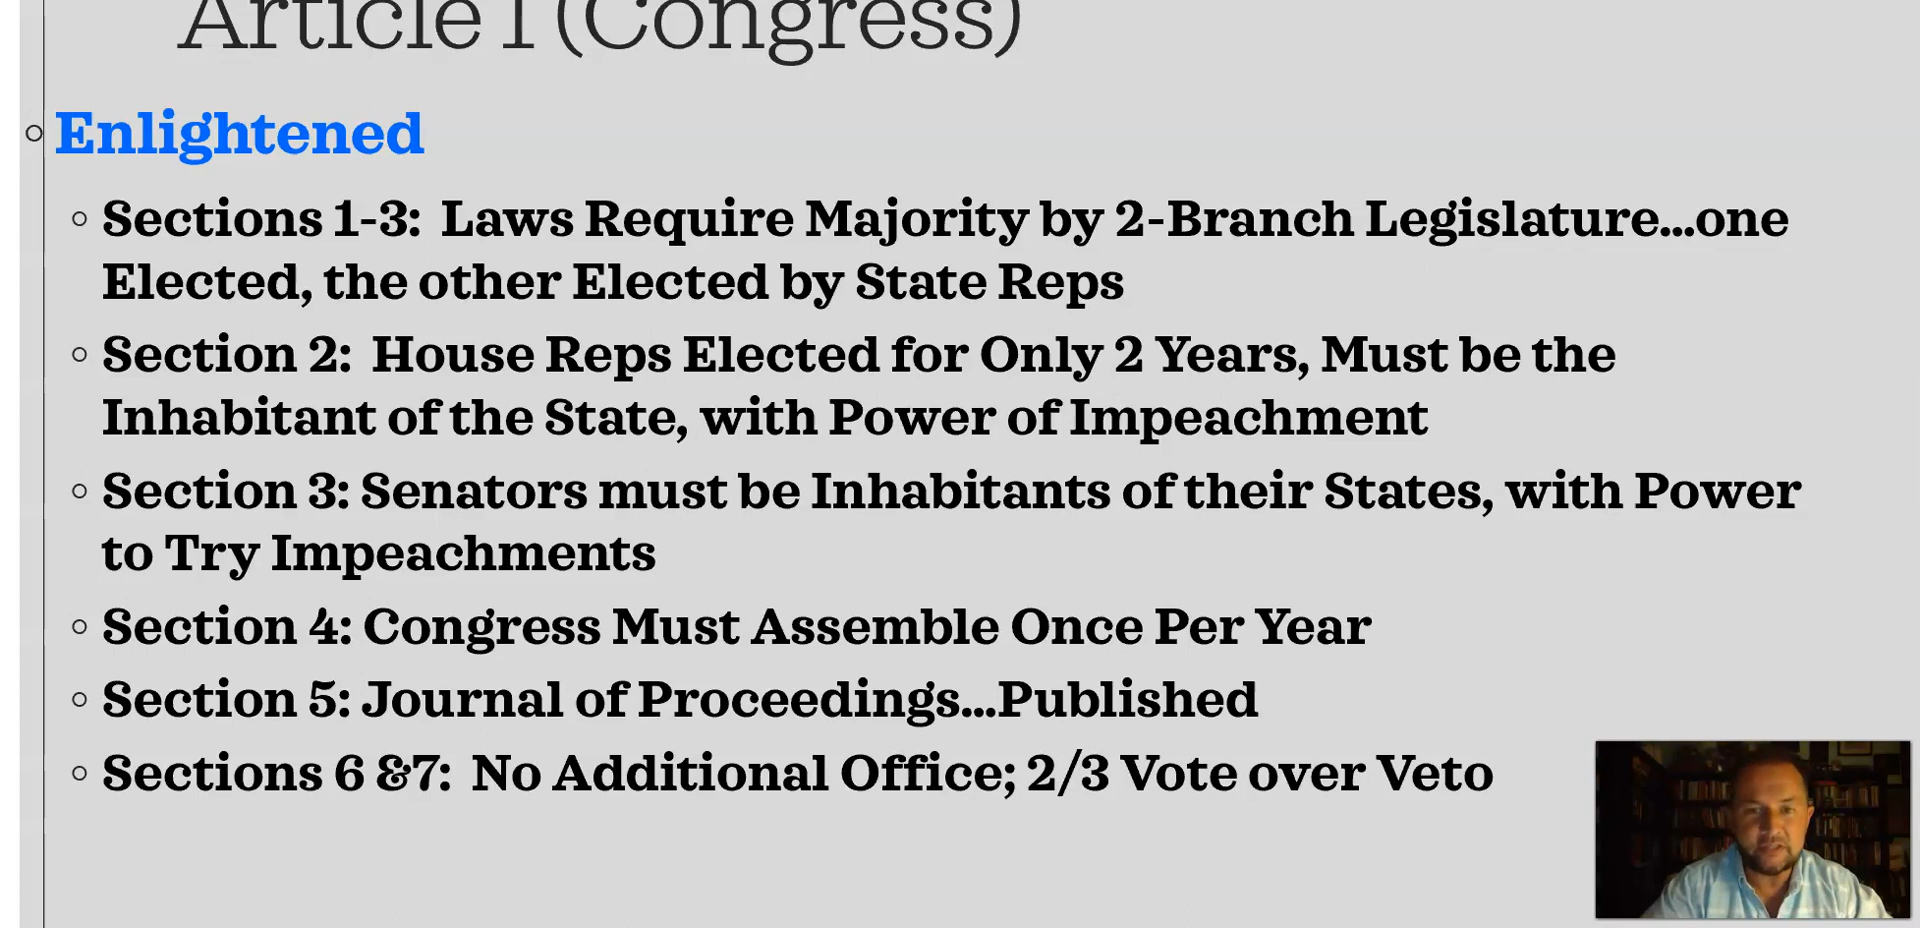 Article I (Congress)
Enlightened
Sections 1-3: Laws Require Majority by 2-Branch Legislature...one
Elected, the other Elected by State Reps
Section 2: House Reps Elected for Only 2 Years, Must be the
Inhabitant of the State, with Power of Impeachment
Section 3: Senators must be Inhabitants of their States, with Power
to Try Impeachments
Section 4: Congress Must Assemble Once Per Year
Section 5: Journal of Proceedings...Published
Sections 6 &7: No Additional Office; 2/3 Vote over Veto